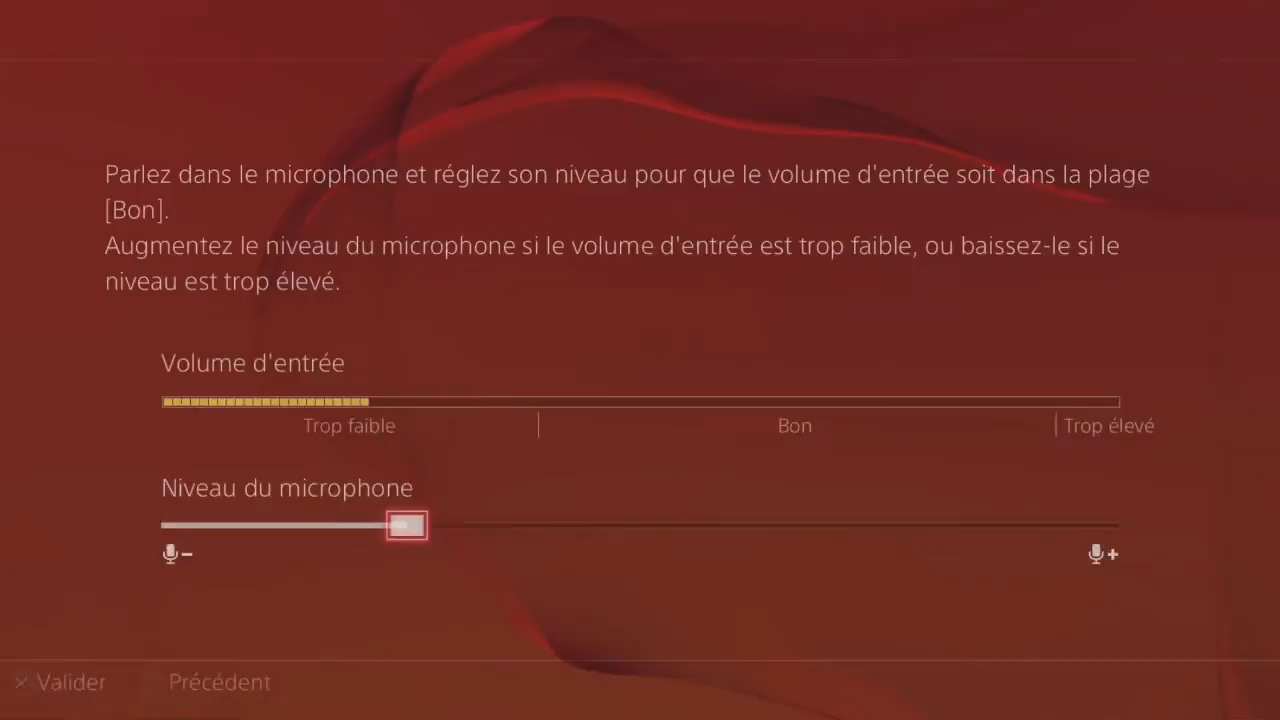 Parlez dans le microphone et réglez son niveau pour que le volume d'entrée soit dans la plage
[Bon].
Augmentez le niveau du microphone si le volume d'entrée est trop faible, ou baissez-le si le
niveau est trop élevé.
Volume d'entrée
Trop faible
Bon
Trop élevé
Niveau du microphone
Valider
Précédent